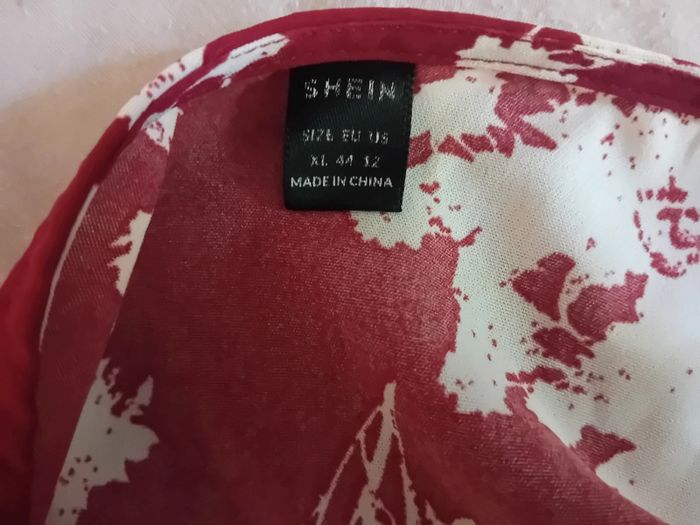 SHEIN
SIZE EU US
XL 44 12
MADE IN CHINA